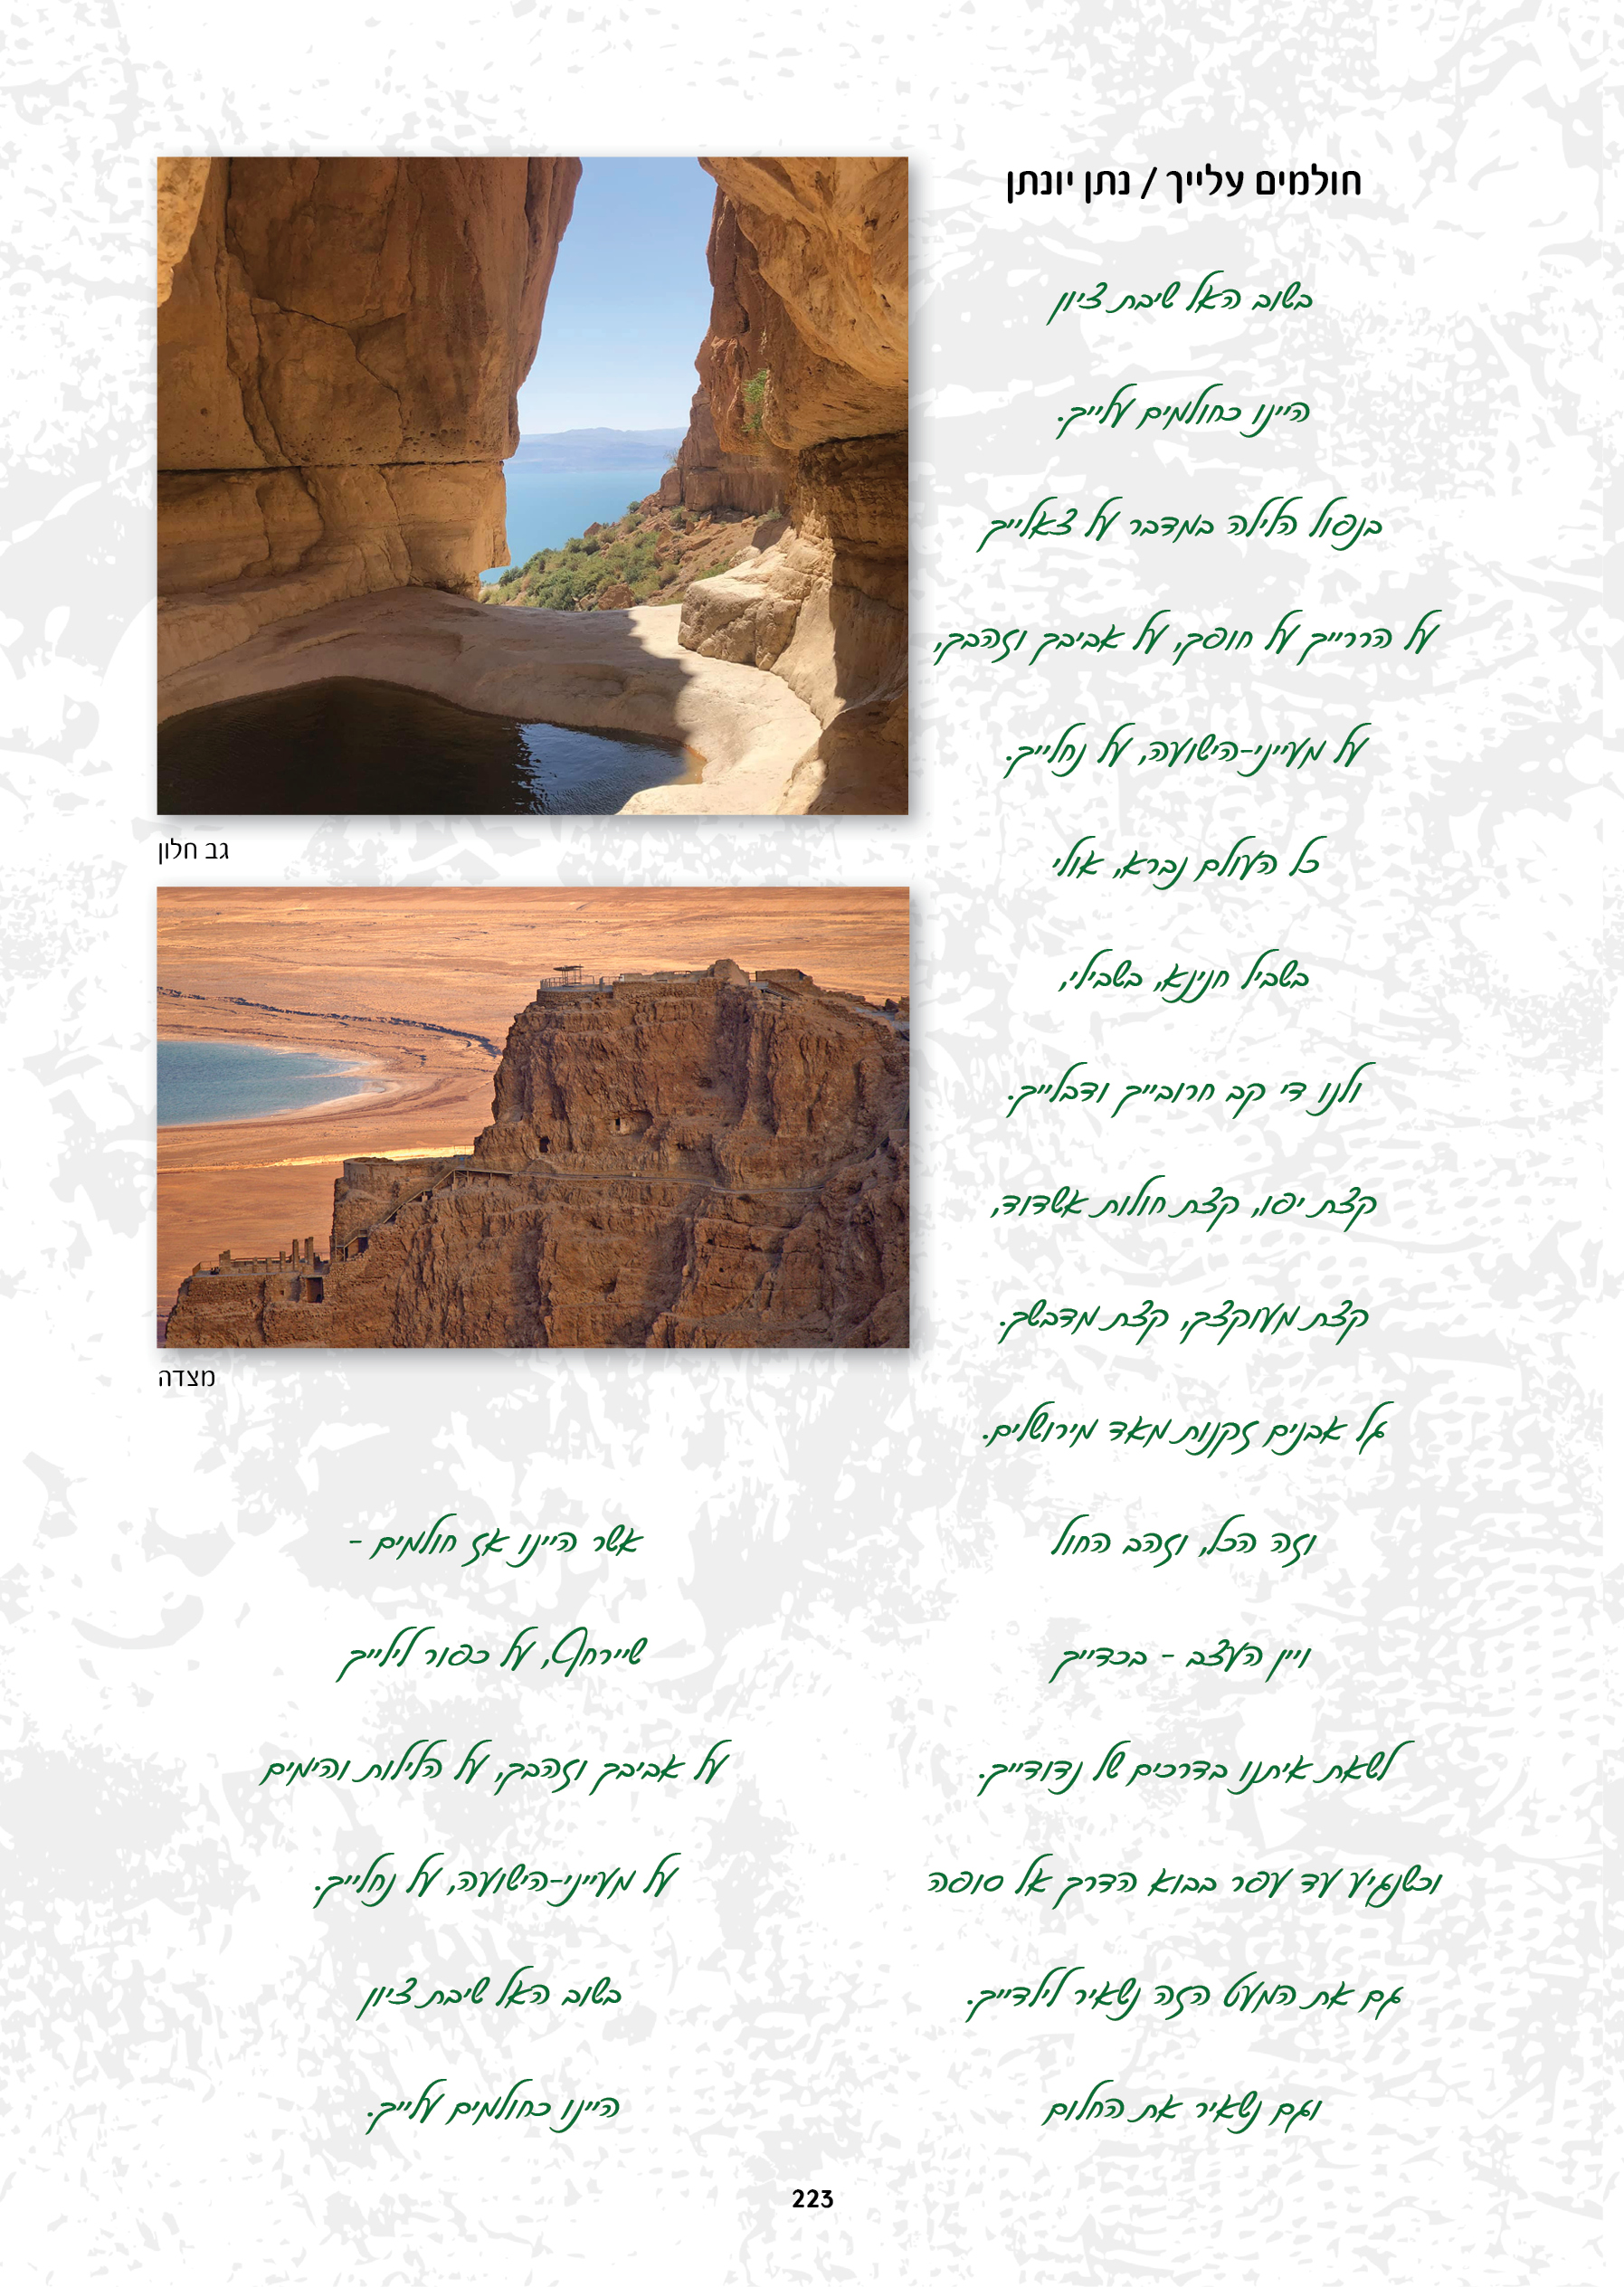 חולמים עלייך / נתן יונתן
בשוב האל שיבת ציון
היינו כחולמים עלייך.
בנפול הלילה במדבר על צאלייך
על הררייך על חופך, על אביבך וזהבך,
על מעייני-הישועה, על נחלייך.
כל העולם נברא, אולי
בשביל חנינא, בשבילי,
ולנו די קב חרובייך ודבלייך.
קצת יפו, קצת חולות אשדוד,
קצת מעוקצך, קצת מדבשך.
גל אבנים זקנות מאד מירושלים.
וזה הכל, וזהב החול
ויין העצב - בכדייך
לשאת איתנו בדרכים של נדודייך.
וכשנגיע עד עפר בבוא הדרך אל סופה
גם את המעט הזה נשאיר לילדייך.
וגם נשאיר את החלום
אשר היינו אז חולמים -
על כפור לילייך
על אביבך וזהבך, על הלילות והימים
על מעייני-הישועה, על נחלייך.
בשוב האל שיבת ציון
היינו כחולמים עלייך.
גב חלון
מצדה
223